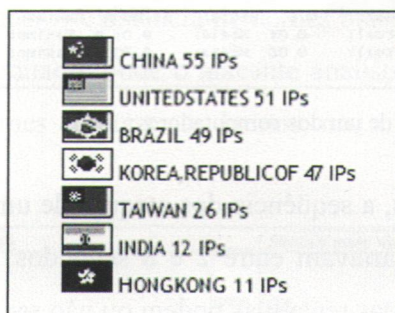 CHINA 55 IPs
UNITEDSTATES 51 IPs
BRAZIL 49 IPs
KOREA.REPUBLICOF 47 IPs
TAIWAN 26 IPs
INDIA 12 IPs
HONGKONG 11 IPs